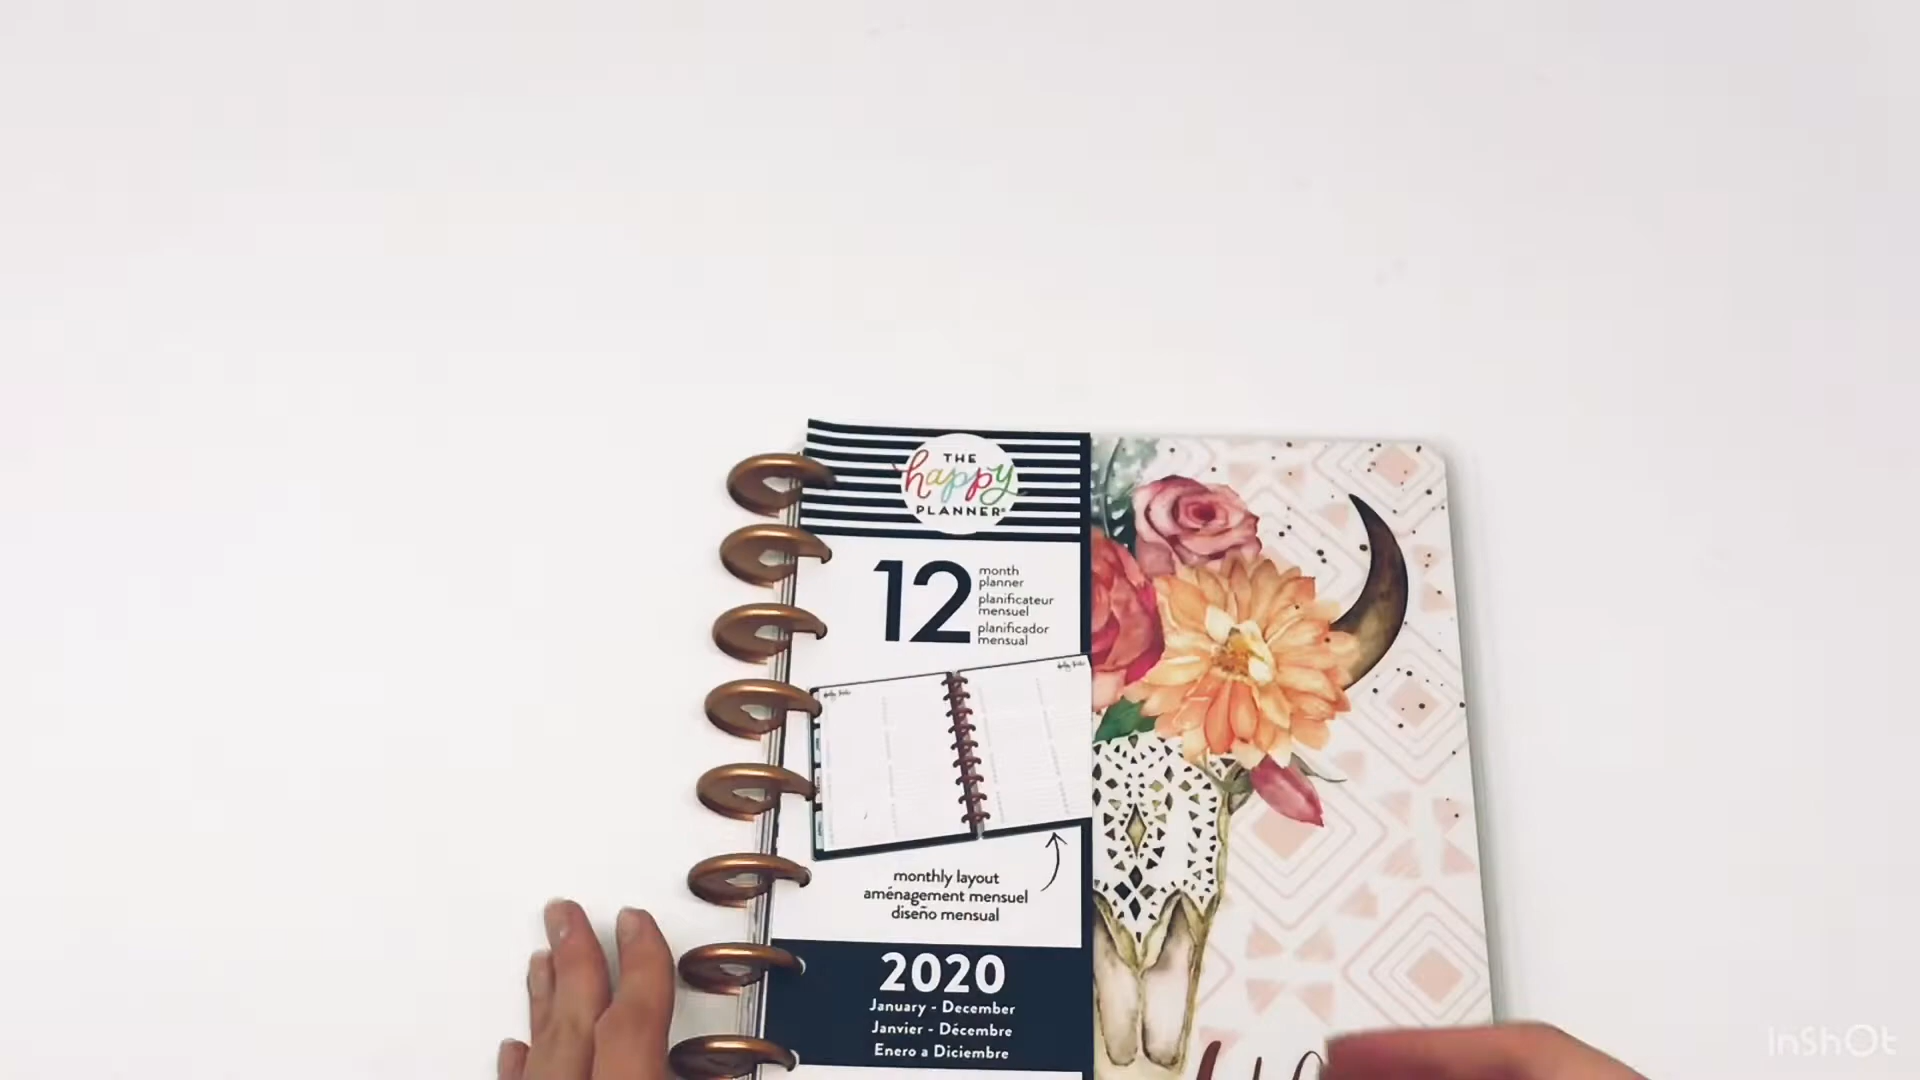 THE
happy
PLANNER®
12
month
planner
planificateur
mensuel
planificador
mensual
monthly layout
aménagement mensuel
diseño mensual
2020
January - December
Janvier - Décembre
Enero a Diciembre
InShOt